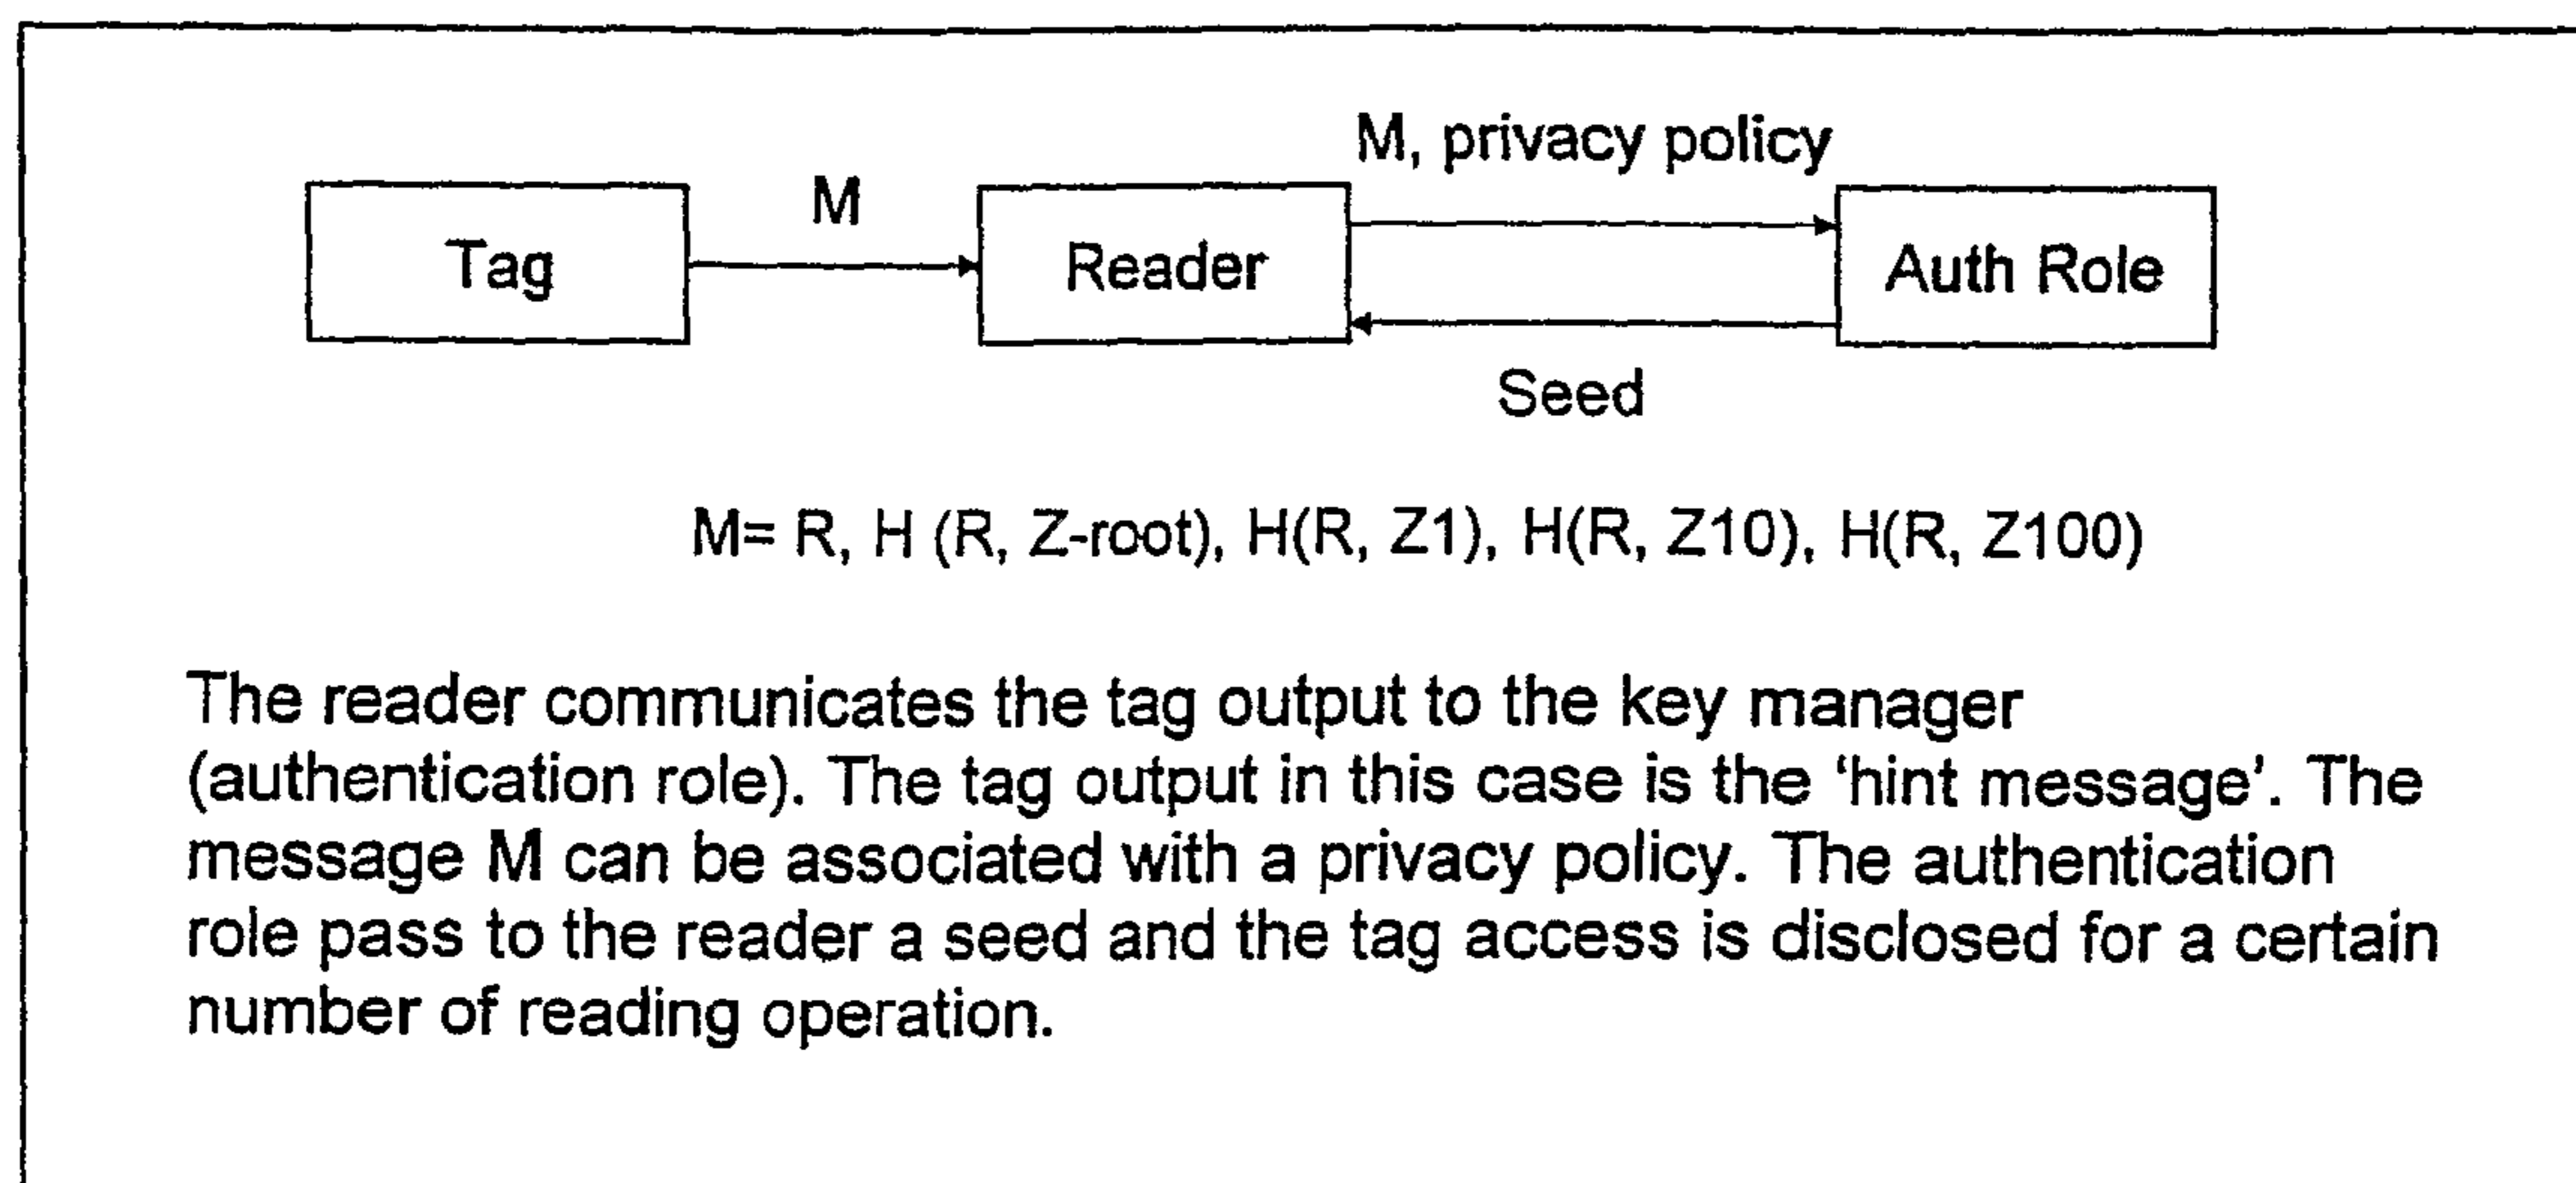 M, privacy policy
M
Tag
Reader
Auth Role
Seed
M= R, H (R, Z-root), H(R, Z1), H(R, Z10), H(R, Z100)
The reader communicates the tag output to the key manager
(authentication role). The tag output in this case is the ‘hint message’. The
message M can be associated with a privacy policy. The authentication
role pass to the reader a seed and the tag access is disclosed for a certain
number of reading operation.